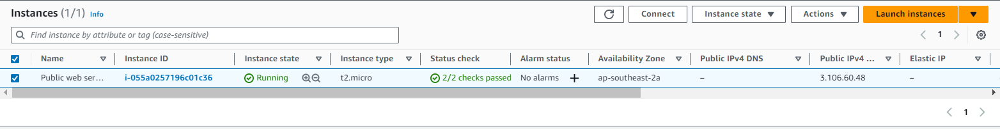 Instances (1/1) Info Connect Instance state Actions Launch instances
Find instance by attribute or tag (case-sensitive) 1
Name Instance ID Instance state Instance type Status check Alarm status Availability Zone Public IPv4 DNS Public IPv4 ... Elastic IP
Public web ser... i-055a0257196c01c36 Running t2.micro 2/2 checks passed No alarms + ap-southeast-2a – 3.106.60.48 –
1